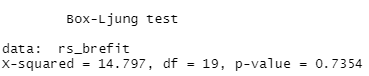 Box-Ljung test
data: rs_brefit
X-squared = 14.797, df = 19, p-value = 0.7354